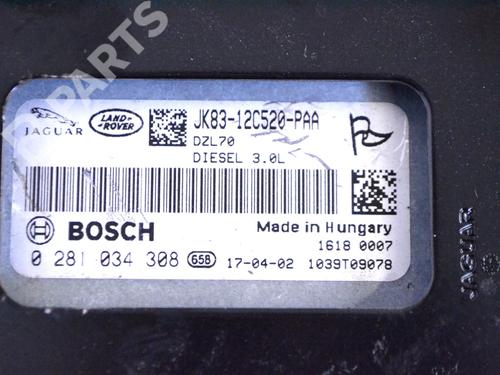 PARTS
JAGUAR
LAND-
ROVER
JK83-12C520-PAA
DZL70
DIESEL 3.0L
BOSCH
Made in Hungary
1618 0007
0 281 034 308 658 17-04-02 1039T09078
JAGUAR